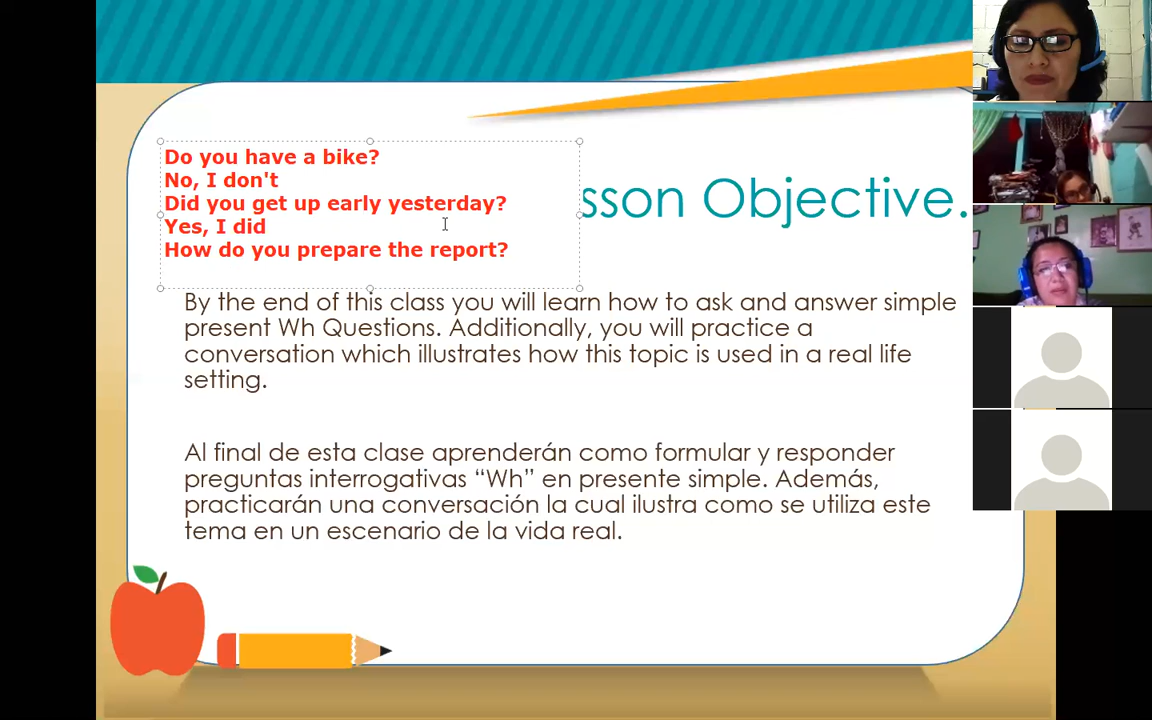 Do you have a bike?
No, I don't
Did you get up early yesterday?
Yes, I did
How do you prepare the report?
sson Objective.
By the end of this class you will learn how to ask and answer simple
present Wh Questions. Additionally, you will practice a
conversation which illustrates how this topic is used in a real life
setting.
Al final de esta clase aprenderán como formular y responder
preguntas interrogativas “Wh” en presente simple. Además,
practicarán una conversación la cual ilustra como se utiliza este
tema en un escenario de la vida real.